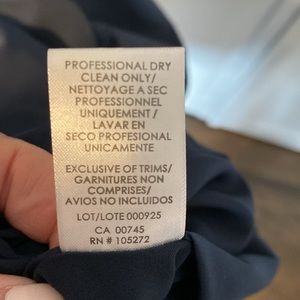 PROFESSIONAL DRY
CLEAN ONLY/
NETTOYAGE A SEC
PROFESSIONNEL
UNIQUEMENT /
LAVAR EN
SECO PROFESIONAL
UNICAMENTE
EXCLUSIVE OF TRIMS/
GARNITURES NON
COMPRISES/
AVIOS NO INCLUIDOS
LOT/LOTE 000925
CA 00745
RN # 105272